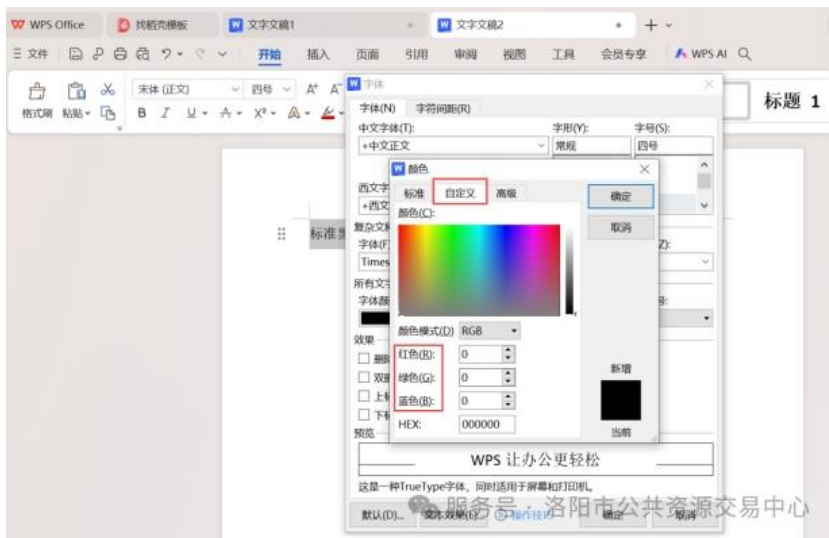 WPS Office 找稻壳模板 文字文稿1 文字文稿2
文件 开始 插入 页面 引用 审阅 视图 工具 会员专享 WPS AI
格式刷 粘贴 宋体 (正文) 四号 A+ A- B I U A X² A 标题 1
字体
字体(N) 字符间距(R)
中文字体(T): 字形(Y): 字号(S):
+中文正文 常规 四号
颜色
西文字
标准 自定义 高级 确定
+西文
颜色(C):
取消
标准黑
复杂文
字体(F) Z):
Times
所有文字
字体颜 号:
颜色模式(D) RGB
效果
红色(R): 0
删除
绿色(G): 0 新增
双删
蓝色(B): 0
上标
下标
HEX: 000000 当前
预览
WPS 让办公更轻松
这是一种TrueType字体，同时适用于屏幕和打印机。
服务号 · 洛阳市公共资源交易中心
默认(D)... 文本效果(E)... 操作技巧 确定 取消